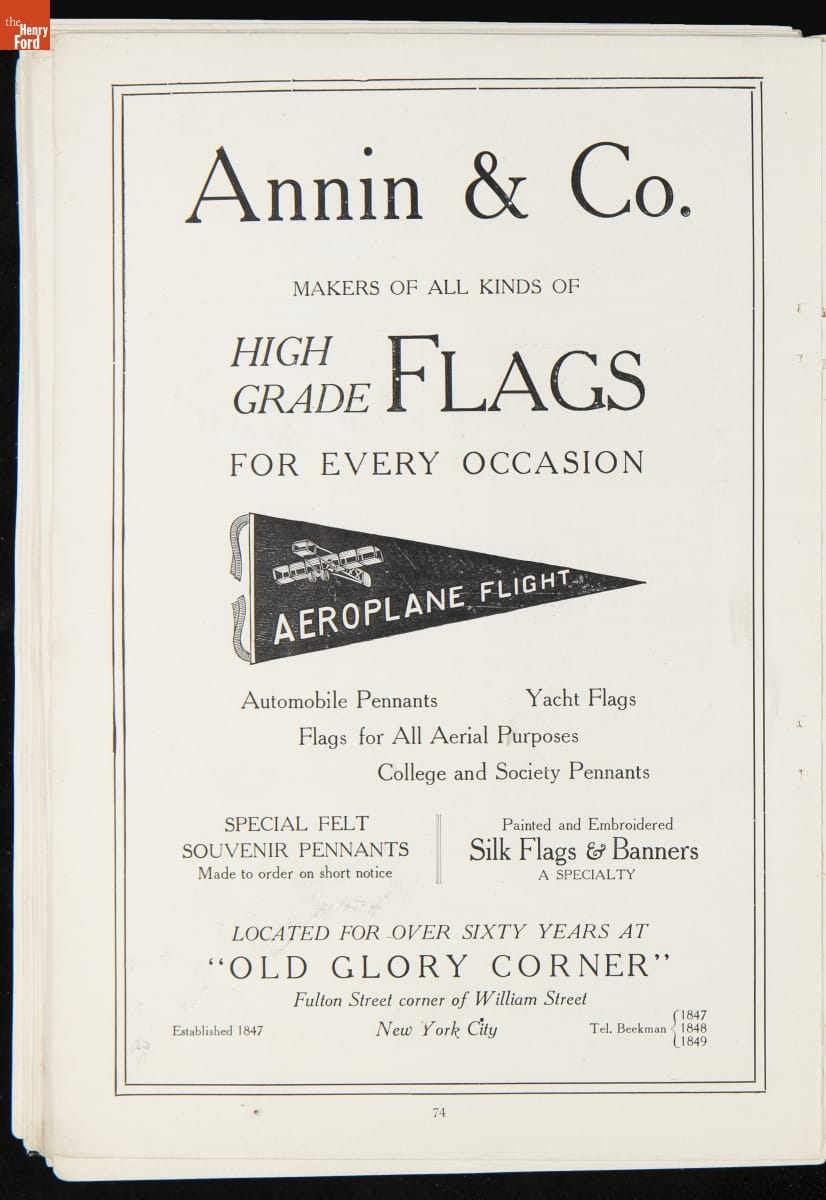 the
Henry
Ford
Annin & Co.
MAKERS OF ALL KINDS OF
HIGH
GRADE FLAGS
FOR EVERY OCCASION
AEROPLANE FLIGHT
Automobile Pennants Yacht Flags
Flags for All Aerial Purposes
College and Society Pennants
SPECIAL FELT
SOUVENIR PENNANTS
Made to order on short notice
Painted and Embroidered
Silk Flags & Banners
A SPECIALTY
LOCATED FOR OVER SIXTY YEARS AT
"OLD GLORY CORNER"
Fulton Street corner of William Street
Established 1847 New York City Tel. Beekman { 1847
1848
1849
74